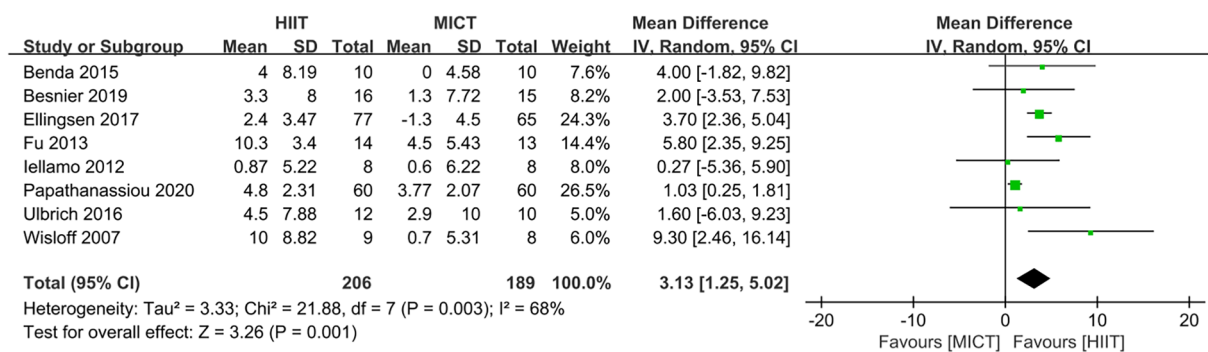 HIIT MICT Mean Difference Mean Difference
Study or Subgroup Mean SD Total Mean SD Total Weight IV, Random, 95% CI IV, Random, 95% CI
Benda 2015 4 8.19 10 0 4.58 10 7.6% 4.00 [-1.82, 9.82]
Besnier 2019 3.3 8 16 1.3 7.72 15 8.2% 2.00 [-3.53, 7.53]
Ellingsen 2017 2.4 3.47 77 -1.3 4.5 65 24.3% 3.70 [2.36, 5.04]
Fu 2013 10.3 3.4 14 4.5 5.43 13 14.4% 5.80 [2.35, 9.25]
Iellamo 2012 0.87 5.22 8 0.6 6.22 8 8.0% 0.27 [-5.36, 5.90]
Papathanassiou 2020 4.8 2.31 60 3.77 2.07 60 26.5% 1.03 [0.25, 1.81]
Ulbrich 2016 4.5 7.88 12 2.9 10 10 5.0% 1.60 [-6.03, 9.23]
Wisloff 2007 10 8.82 9 0.7 5.31 8 6.0% 9.30 [2.46, 16.14]
Total (95% CI) 206 189 100.0% 3.13 [1.25, 5.02]
Heterogeneity: Tau² = 3.33; Chi² = 21.88, df = 7 (P = 0.003); I² = 68%
Test for overall effect: Z = 3.26 (P = 0.001)
-20 -10 0 10 20
Favours [MICT] Favours [HIIT]